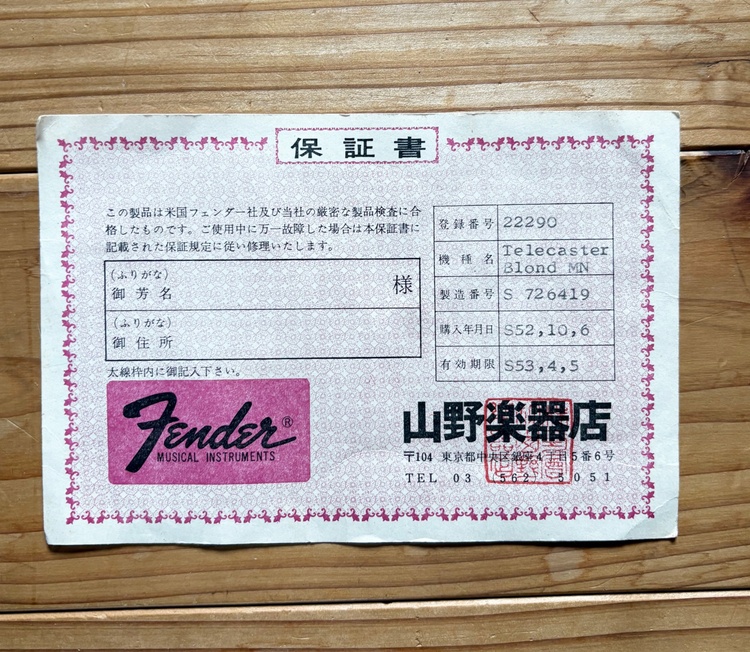 保証書
この製品は米国フェンダー社及び当社の厳密な製品検査に合
格したものです。ご使用中に万一故障した場合は本保証書に
記載された保証規定に従い修理いたします。
(ふりがな)
御芳名 様
(ふりがな)
御住所
太線枠内に御記入下さい。
登録番号 22290
機種名 Telecaster
Blond MN
製造番号 S 726419
購入年月日 S52,10,6
有効期限 S53,4,5
Fender®
MUSICAL INSTRUMENTS
山野楽器店
〒104 東京都中央区銀座4丁目5番6号
TEL 03 562 5051